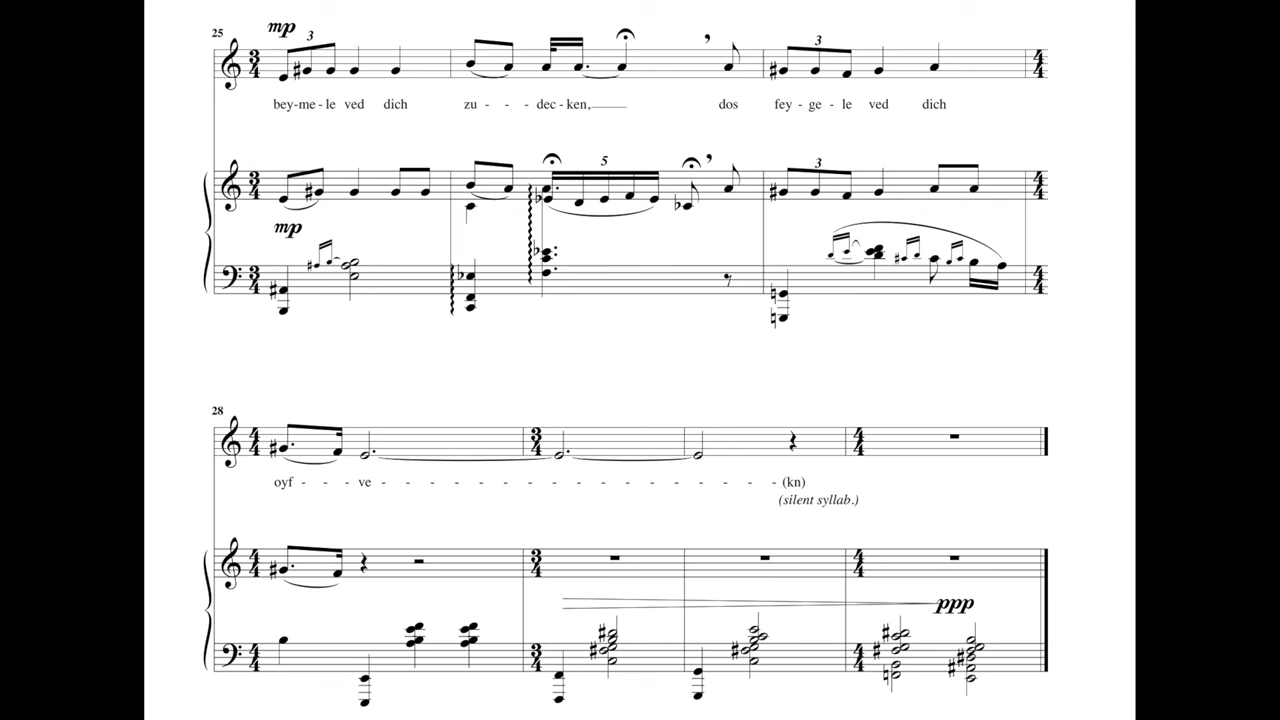 25
mp
3
3
bey-me-le ved dich zu - - - dec-ken, dos fey-ge-le ved dich
5
3
mp
28
oyf - - - ve - - - - - - - - - - - - - - - - - (kn)
(silent syllab.)
ppp